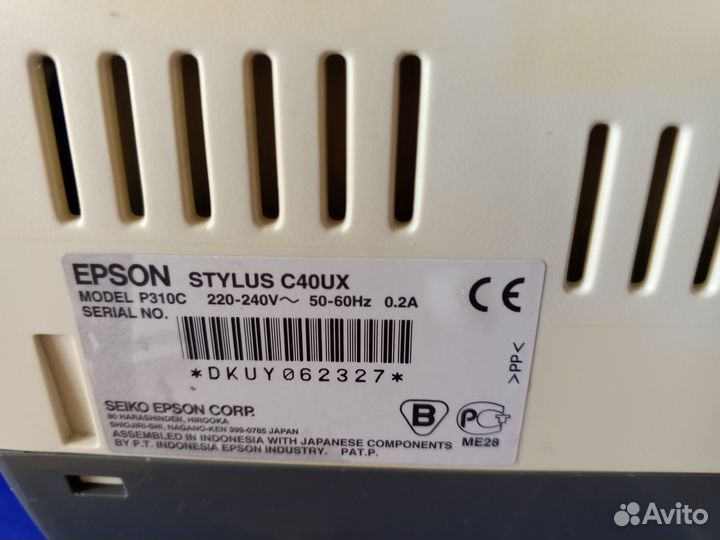 EPSON STYLUS C40UX
MODEL P310C 220-240V～ 50-60Hz 0.2A
SERIAL NO.
CE
*DKUY062327*
>PP<
SEIKO EPSON CORP.
80 HARASHINDEN, HIROOKA
SHIOJIRI-SHI, NAGANO-KEN 399-0785 JAPAN
B
PCT
ME28
ASSEMBLED IN INDONESIA WITH JAPANESE COMPONENTS
BY P.T. INDONESIA EPSON INDUSTRY. PAT.P.
Avito